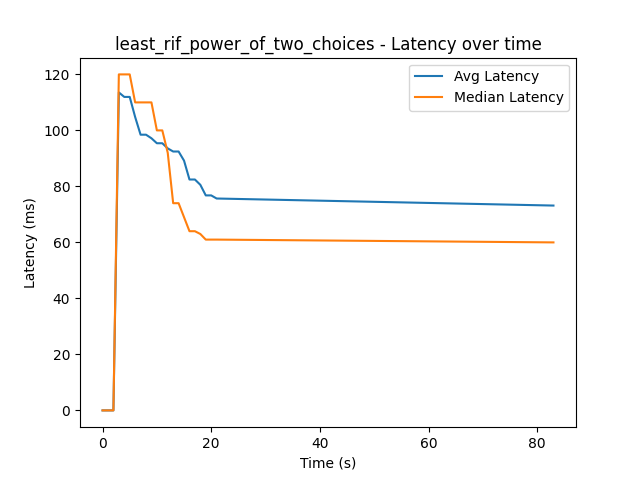 least_rif_power_of_two_choices - Latency over time
Avg Latency
Median Latency
Latency (ms)
120
100
80
60
40
20
0
0 20 40 60 80
Time (s)